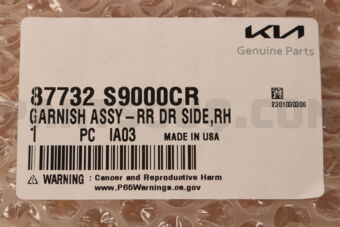 KIA
Genuine Parts
87732 S9000CR
GARNISH ASSY-RR DR SIDE,RH
1 PC IA03 MADE IN USA
2301030306
WARNING : Cancer and Reproductive Harm
www.P65Warnings.ca.gov